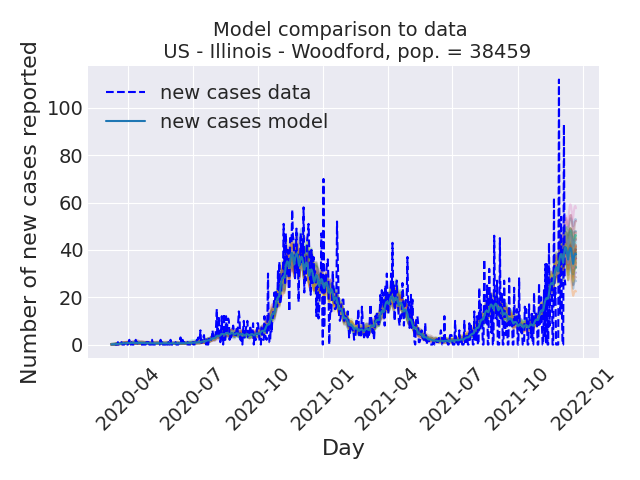 Model comparison to data
US - Illinois - Woodford, pop. = 38459
Number of new cases reported
new cases data
new cases model
100
80
60
40
20
0
2020-04
2020-07
2020-10
2021-01
2021-04
2021-07
2021-10
2022-01
Day